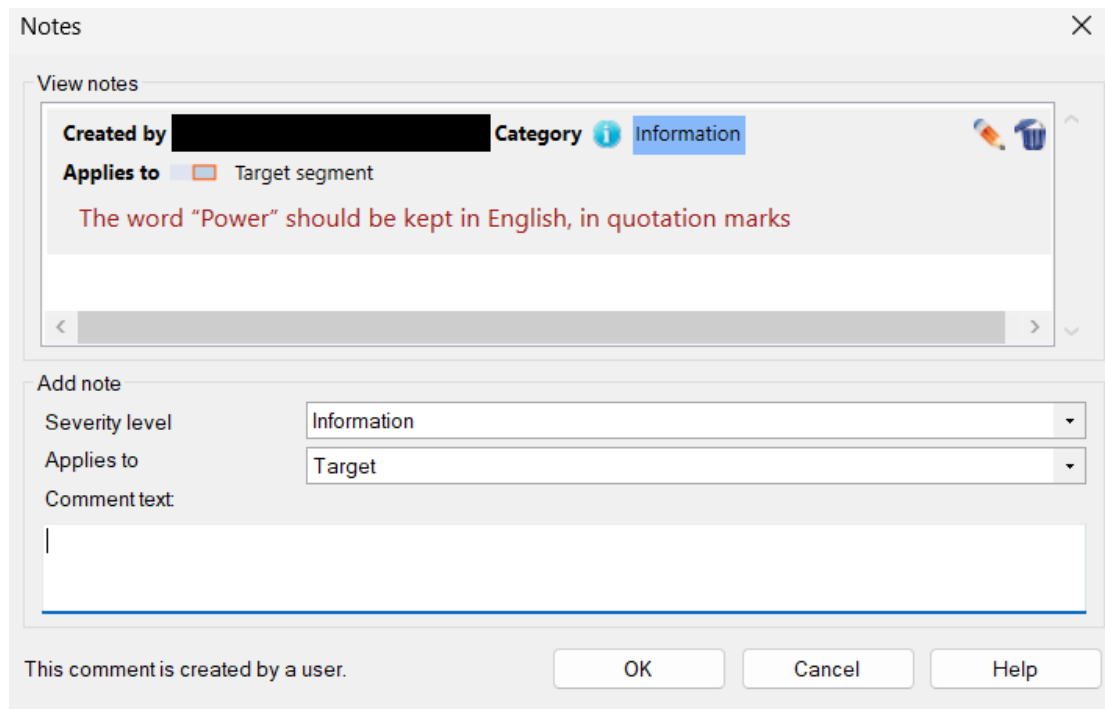 Notes
View notes
Created by Category Information
Applies to Target segment
The word “Power” should be kept in English, in quotation marks
Add note
Severity level Information
Applies to Target
Comment text:
This comment is created by a user. OK Cancel Help